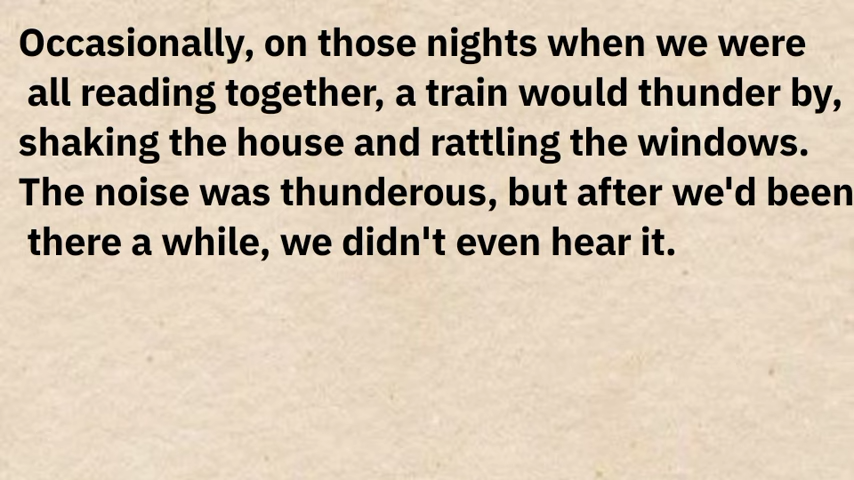 Occasionally, on those nights when we were
all reading together, a train would thunder by,
shaking the house and rattling the windows.
The noise was thunderous, but after we'd been
there a while, we didn't even hear it.